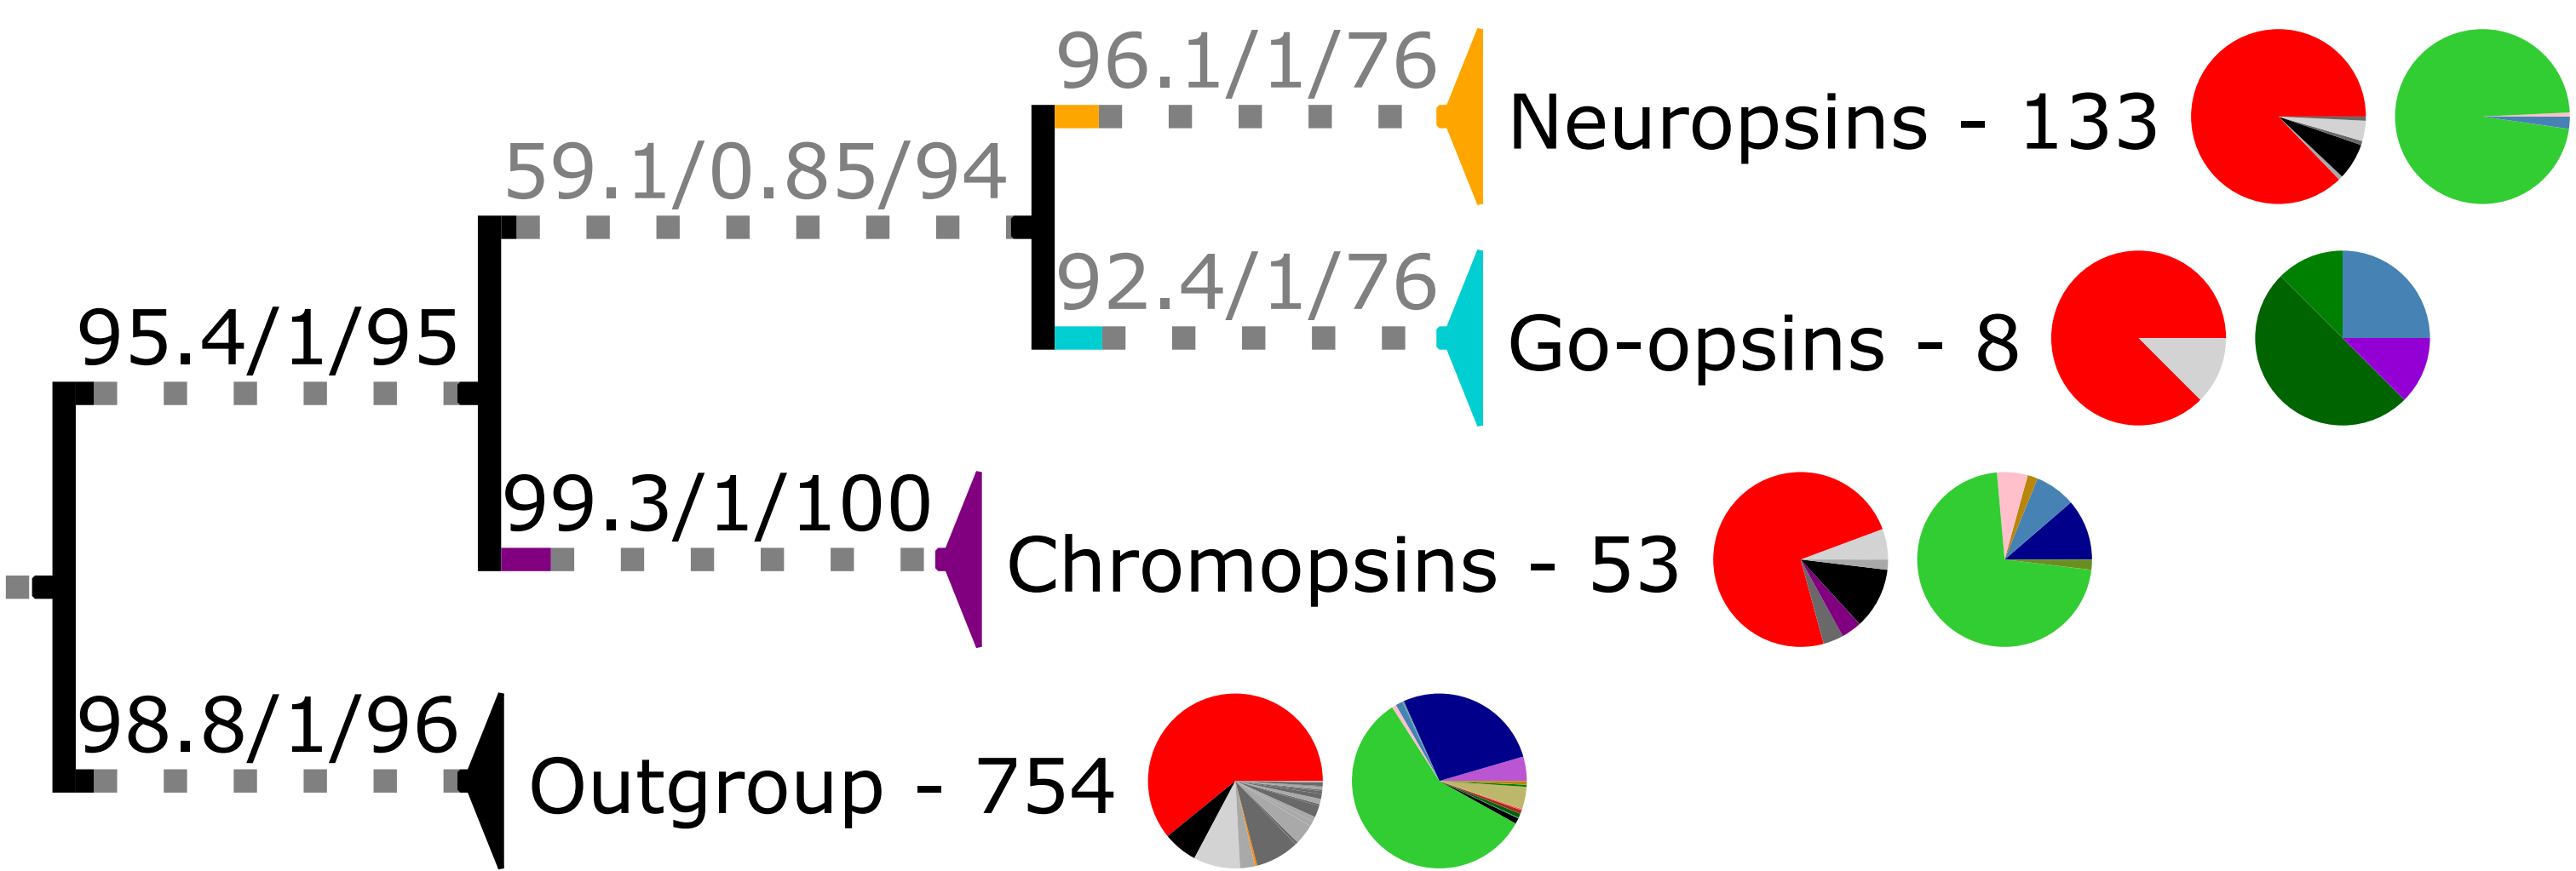 96.1/1/76
Neuropsins - 133
59.1/0.85/94
92.4/1/76
Go-opsins - 8
95.4/1/95
99.3/1/100
Chromopsins - 53
98.8/1/96
Outgroup - 754